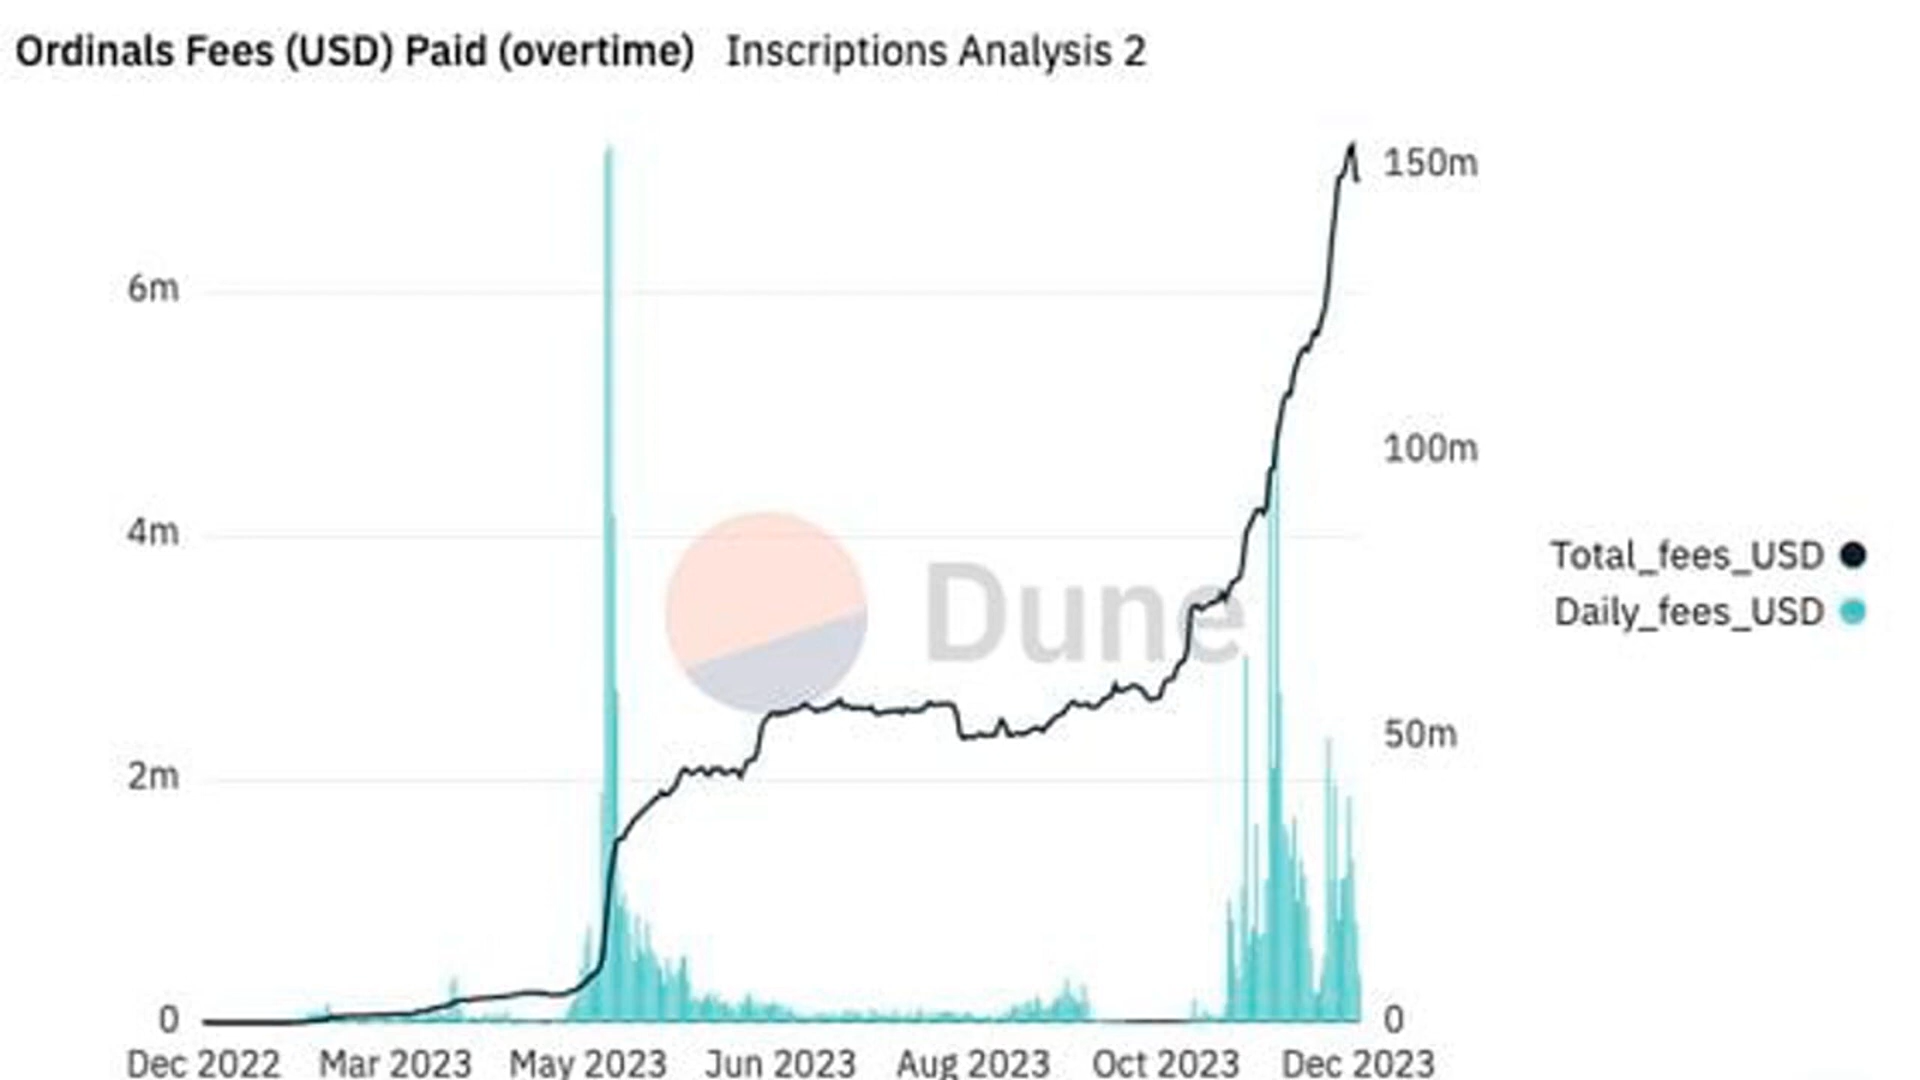 Ordinals Fees (USD) Paid (overtime) Inscriptions Analysis 2
150m
6m
100m
4m
Total_fees_USD
Dune
Daily_fees_USD
50m
2m
0
0
Dec 2022 Mar 2023 May 2023 Jun 2023 Aug 2023 Oct 2023 Dec 2023